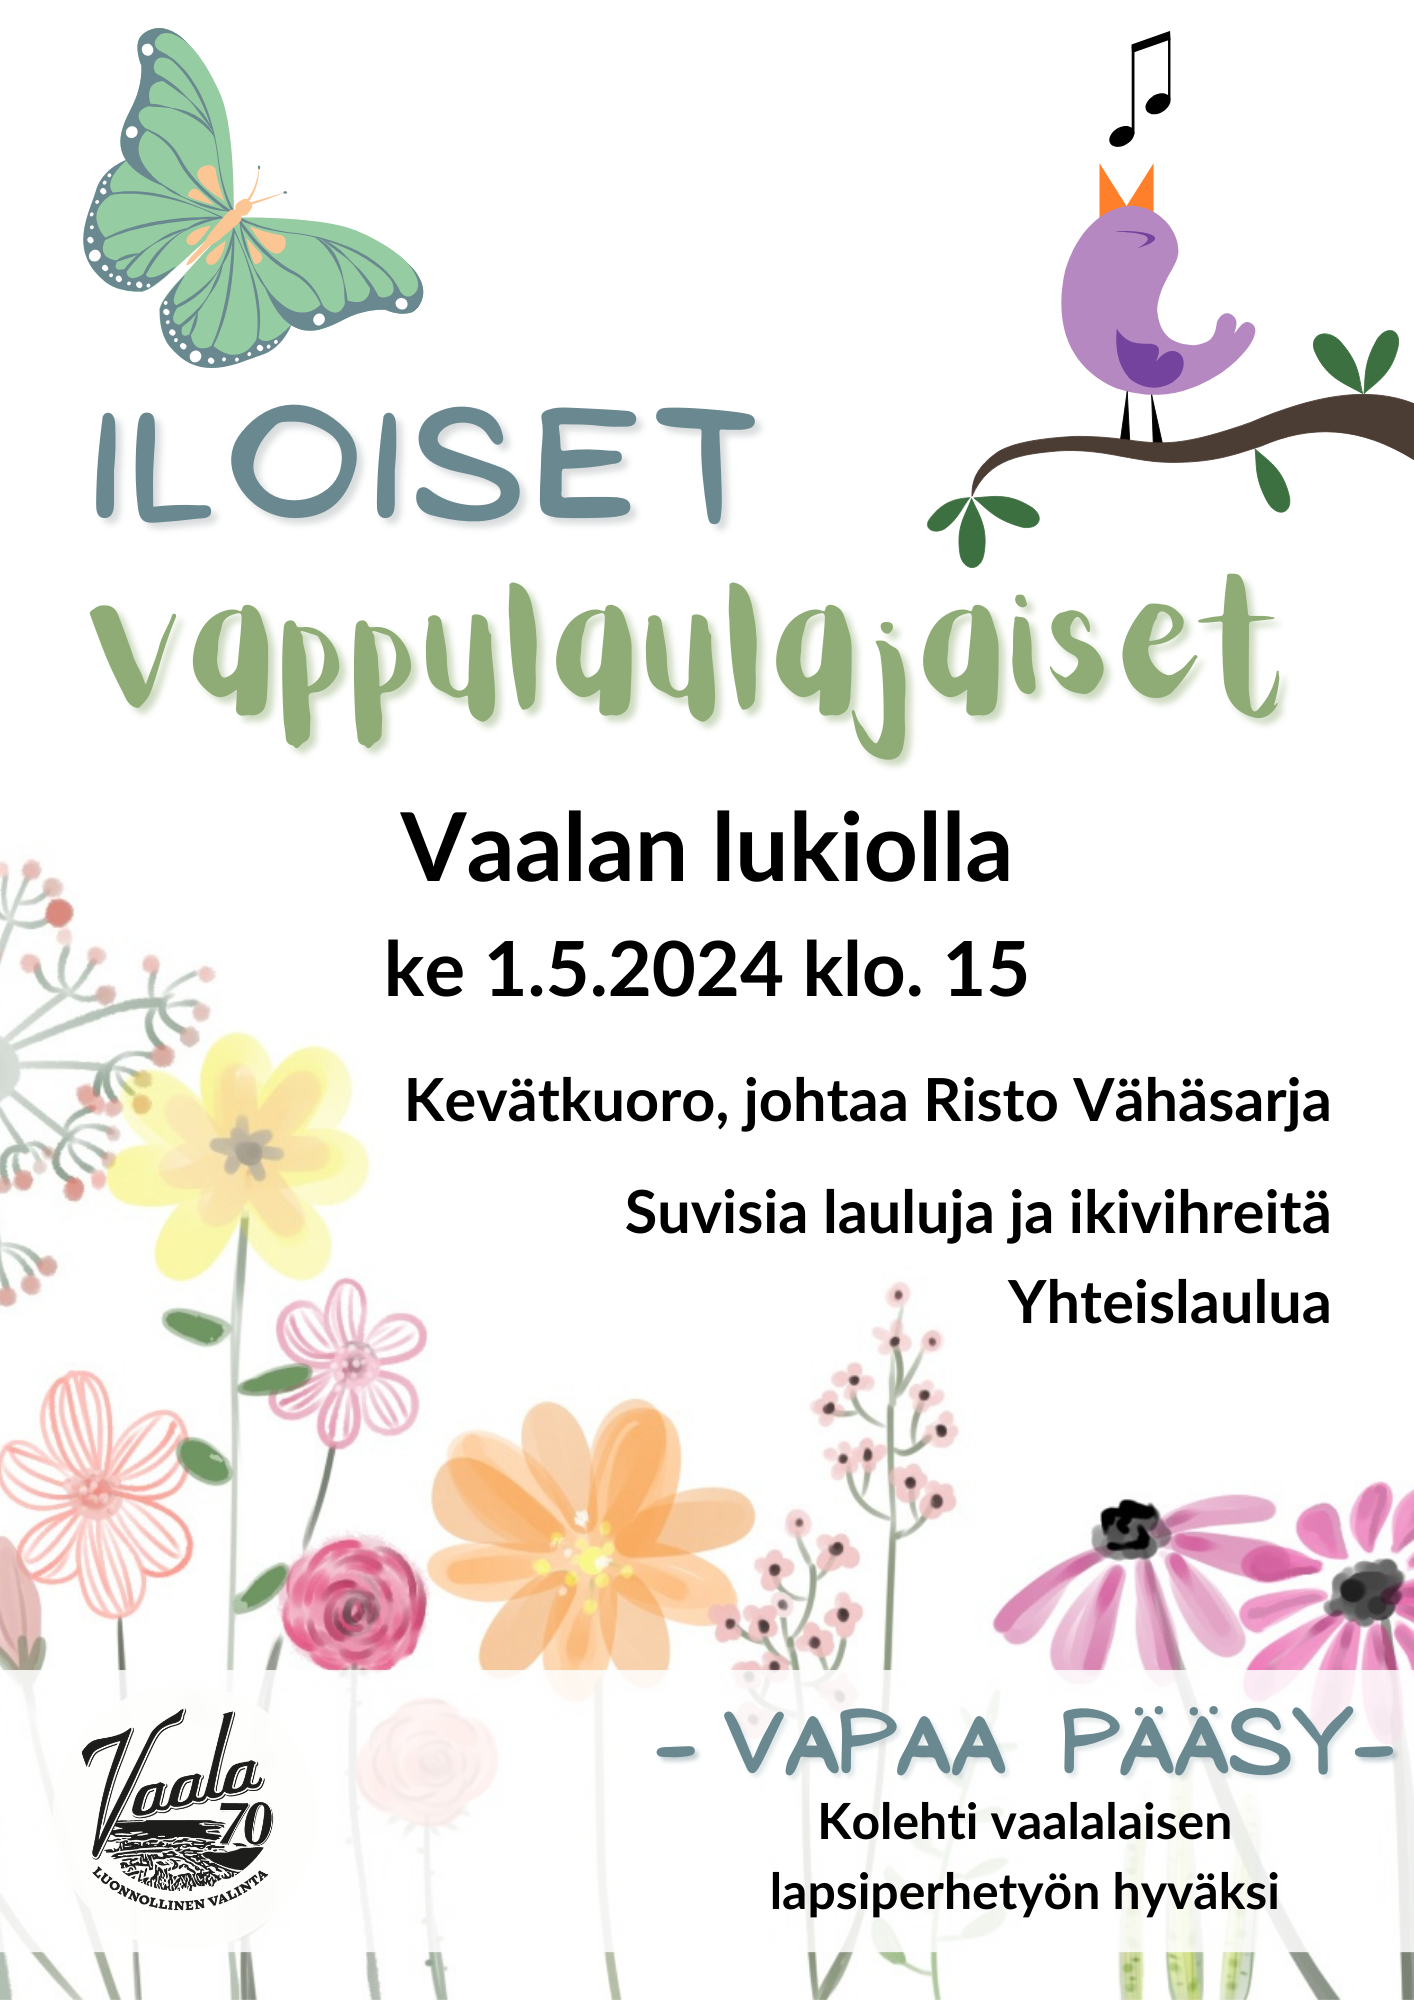 ILOISET
vappulaulajaiset
Vaalan lukiolla
ke 1.5.2024 klo. 15
Kevätkuoro, johtaa Risto Vähäsarja
Suvisia lauluja ja ikivihreitä
Yhteislaulua
- VAPAA PÄÄSY-
Kolehti vaalalaisen
lapsiperhetyön hyväksi
Vaala
70
LUONNOLLINEN VALINTA